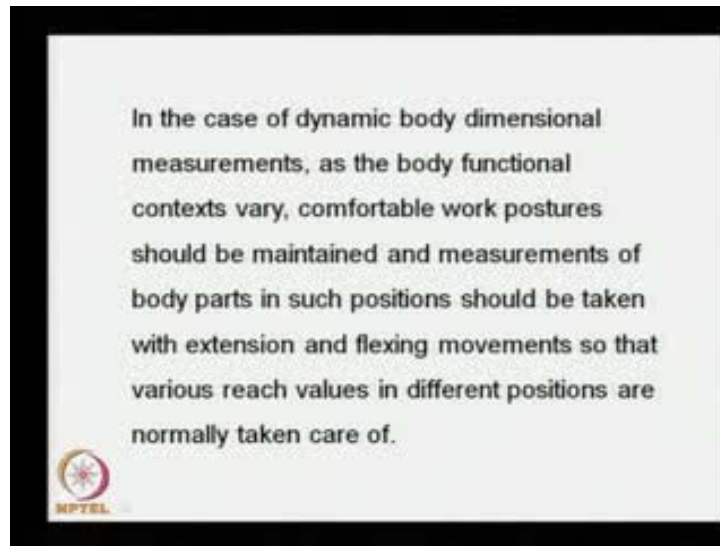 In the case of dynamic body dimensional
measurements, as the body functional
contexts vary, comfortable work postures
should be maintained and measurements of
body parts in such positions should be taken
with extension and flexing movements so that
various reach values in different positions are
normally taken care of.
NPTEL